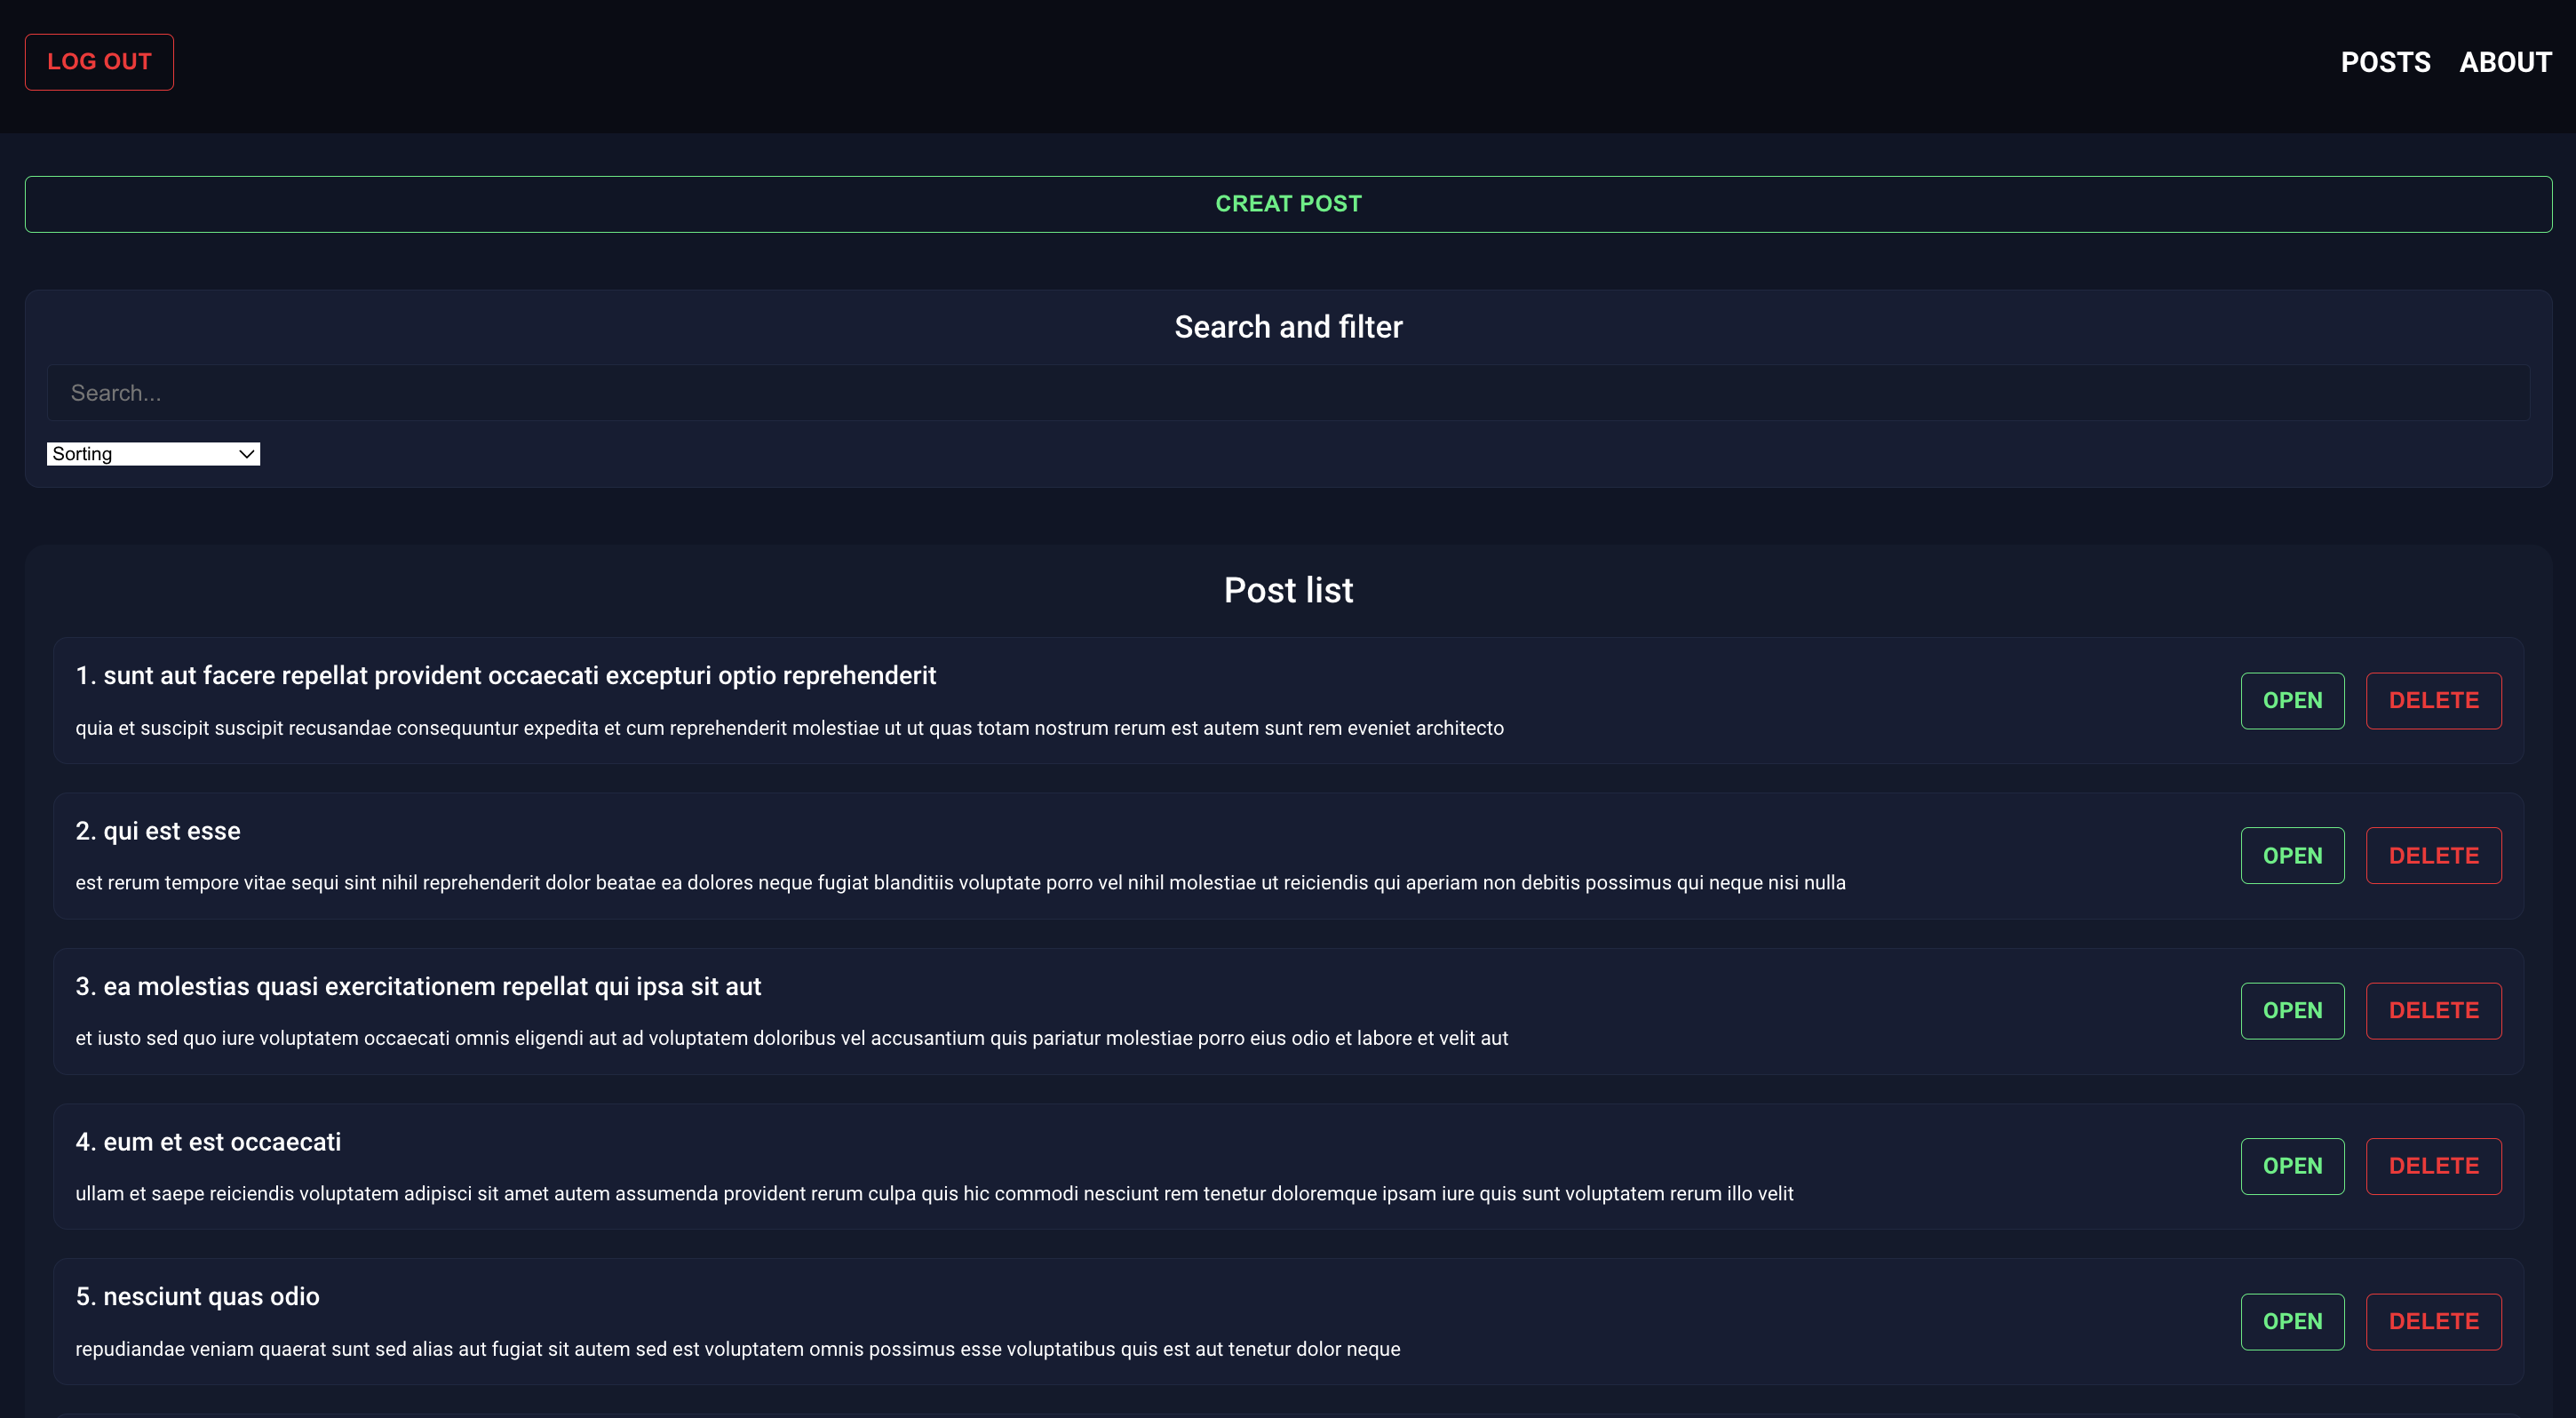 LOG OUT
POSTS ABOUT
CREAT POST
Search and filter
Search...
Sorting
Post list
1. sunt aut facere repellat provident occaecati excepturi optio reprehenderit
quia et suscipit suscipit recusandae consequuntur expedita et cum reprehenderit molestiae ut ut quas totam nostrum rerum est autem sunt rem eveniet architecto
OPEN DELETE
2. qui est esse
est rerum tempore vitae sequi sint nihil reprehenderit dolor beatae ea dolores neque fugiat blanditiis voluptate porro vel nihil molestiae ut reiciendis qui aperiam non debitis possimus qui neque nisi nulla
OPEN DELETE
3. ea molestias quasi exercitationem repellat qui ipsa sit aut
et iusto sed quo iure voluptatem occaecati omnis eligendi aut ad voluptatem doloribus vel accusantium quis pariatur molestiae porro eius odio et labore et velit aut
OPEN DELETE
4. eum et est occaecati
ullam et saepe reiciendis voluptatem adipisci sit amet autem assumenda provident rerum culpa quis hic commodi nesciunt rem tenetur doloremque ipsam iure quis sunt voluptatem rerum illo velit
OPEN DELETE
5. nesciunt quas odio
repudiandae veniam quaerat sunt sed alias aut fugiat sit autem sed est voluptatem omnis possimus esse voluptatibus quis est aut tenetur dolor neque
OPEN DELETE